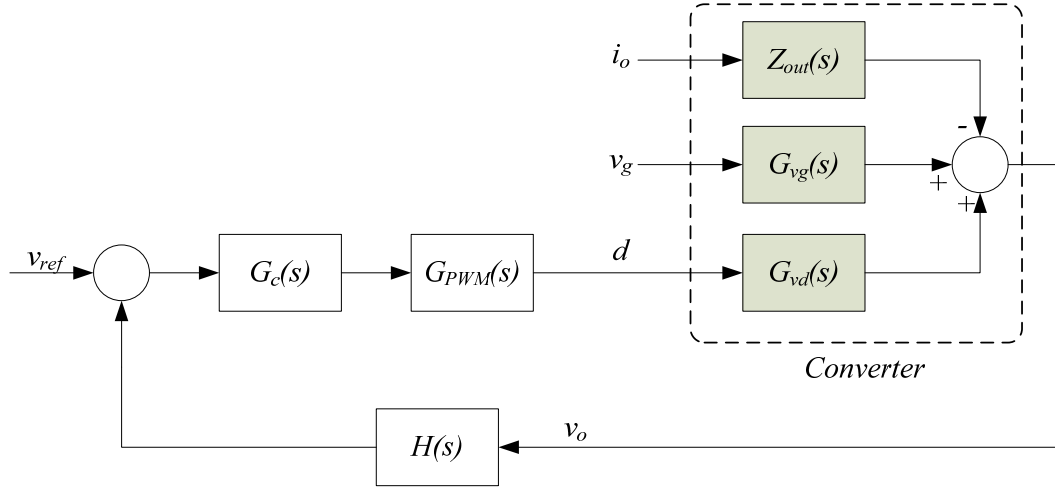 i_o
Z_out(s)
-
v_g
G_vg(s)
+
+
v_ref
G_c(s)
G_PWM(s)
d
G_vd(s)
Converter
v_o
H(s)